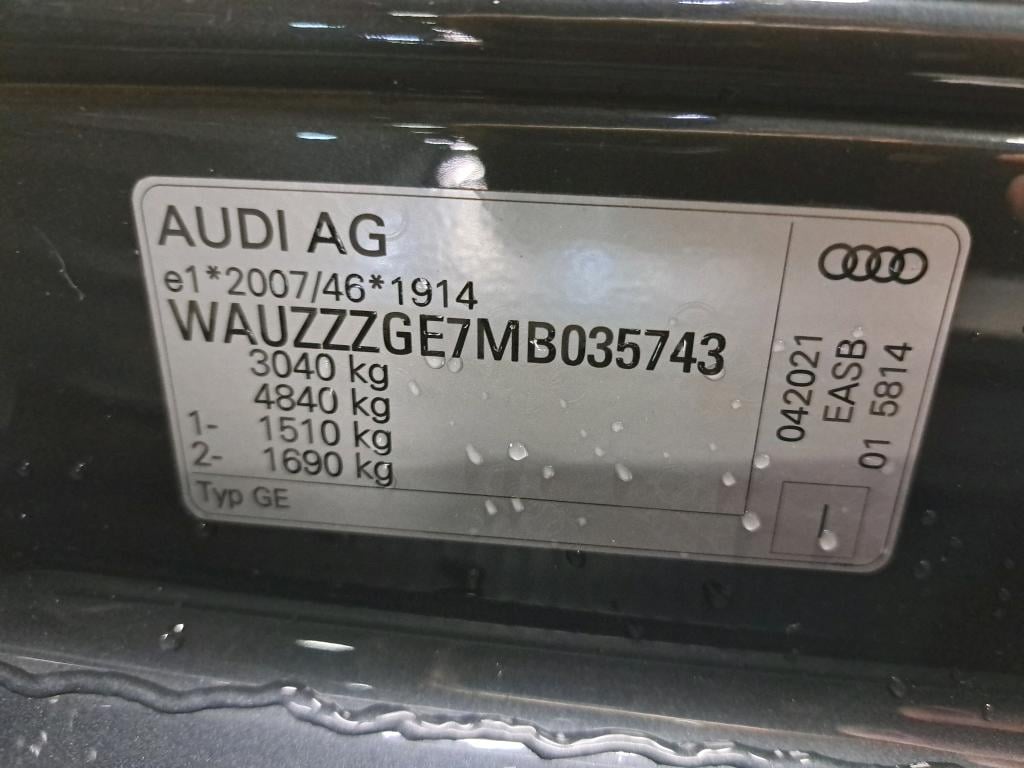 AUDI AG
e1*2007/46*1914
WAUZZZGE7MB035743
3040 kg
4840 kg
1- 1510 kg
2- 1690 kg
Typ GE
042021
EASB
01 5814